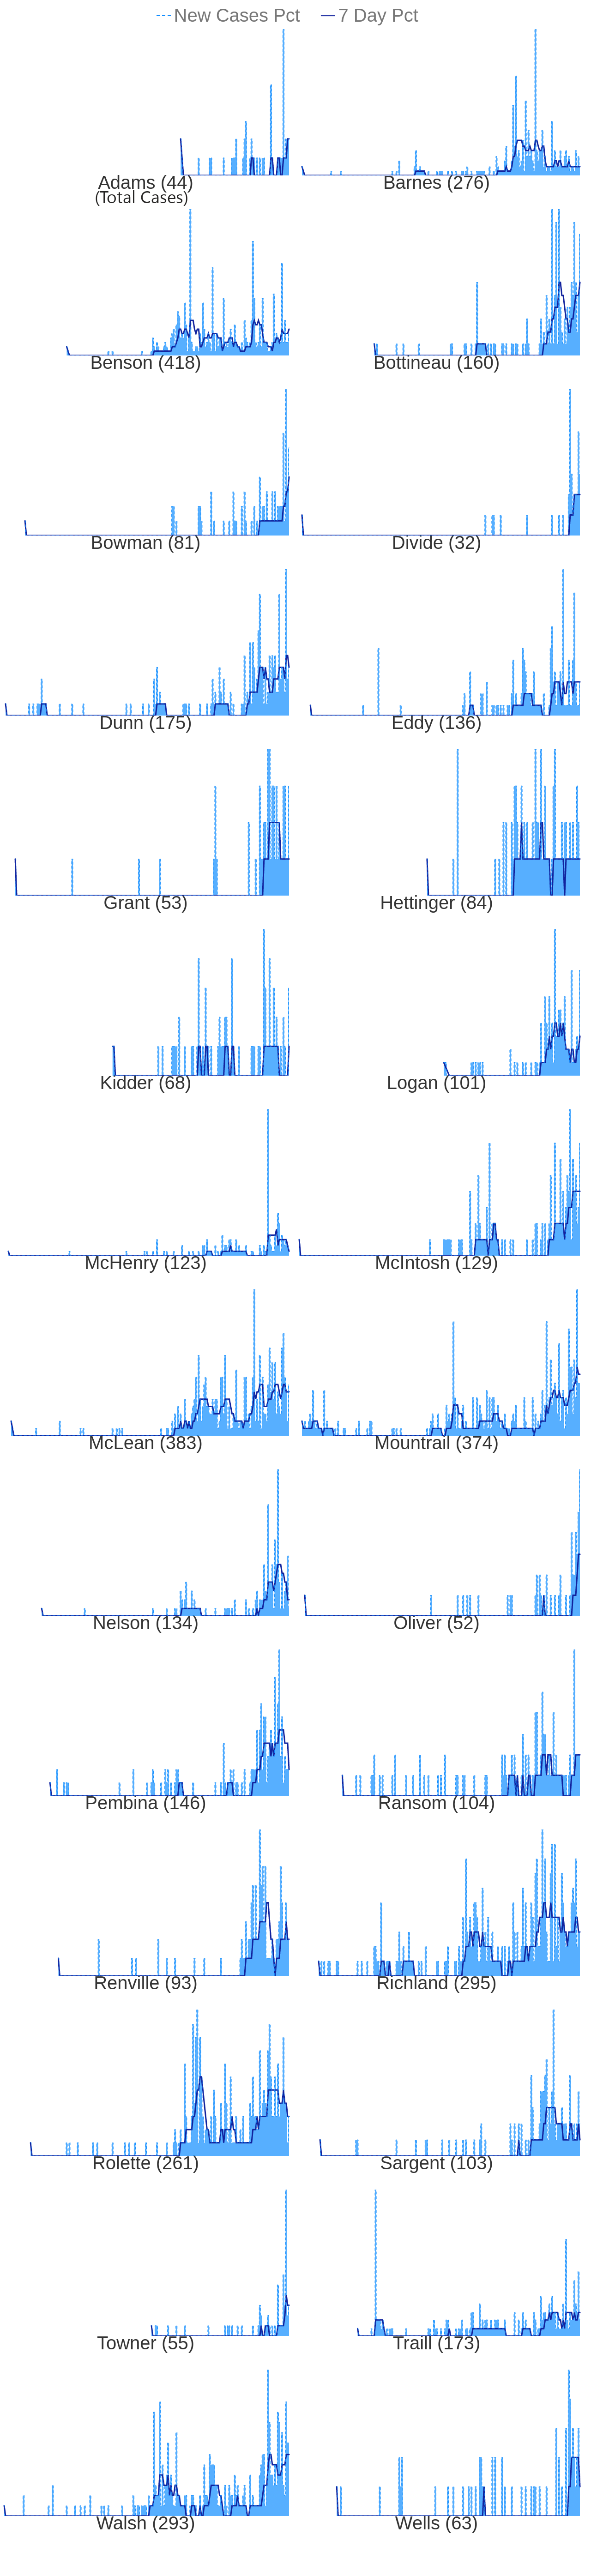 New Cases Pct 7 Day Pct
Adams (44) Barnes (276)
(Total Cases)
Benson (418) Bottineau (160)
Bowman (81) Divide (32)
Dunn (175) Eddy (136)
Grant (53) Hettinger (84)
Kidder (68) Logan (101)
McHenry (123) McIntosh (129)
McLean (383) Mountrail (374)
Nelson (134) Oliver (52)
Pembina (146) Ransom (104)
Renville (93) Richland (295)
Rolette (261) Sargent (103)
Towner (55) Traill (173)
Walsh (293) Wells (63)